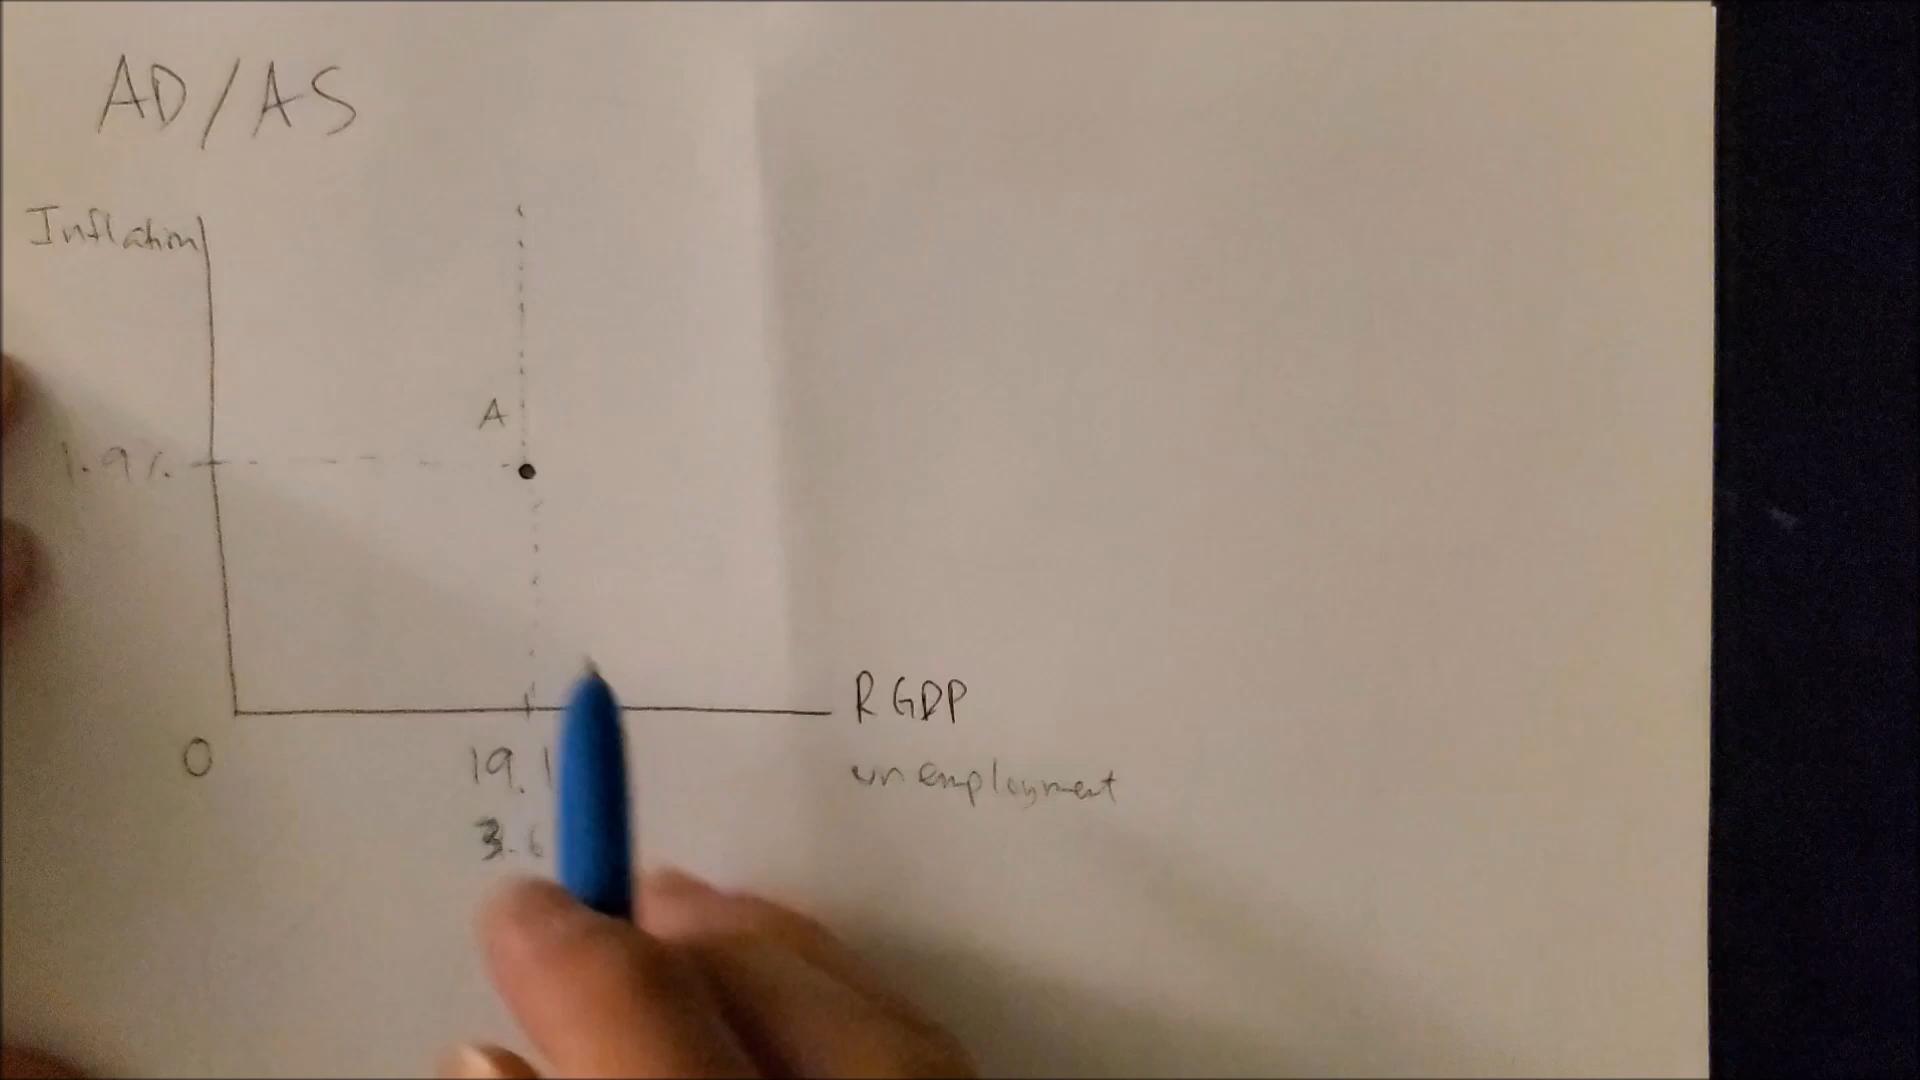 AD/AS
Inflation
A
1.9%
RGDP
0
19.1
unemployment
3.6